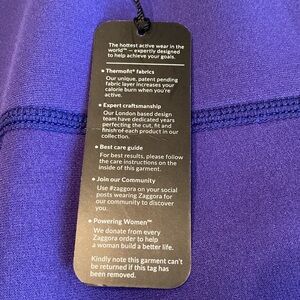 The hottest active wear in the
world™ — expertly designed
to help achieve your goals.
• Thermofit® fabrics
Our unique, patent pending
fabric layer increases your
calorie burn when you're
active.
• Expert craftsmanship
Our London based design
team have dedicated years
perfecting the cut, fit and
finish of each product in our
collection.
• Best care guide
For best results, please follow
the care instructions on the
inside of this garment.
• Join our Community
Use #zaggora on your social
posts wearing Zaggora for
our community to discover
you.
• Powering Women™
We donate from every
Zaggora order to help
a woman build a better life.
Kindly note this garment can't
be returned if this tag has
been removed.